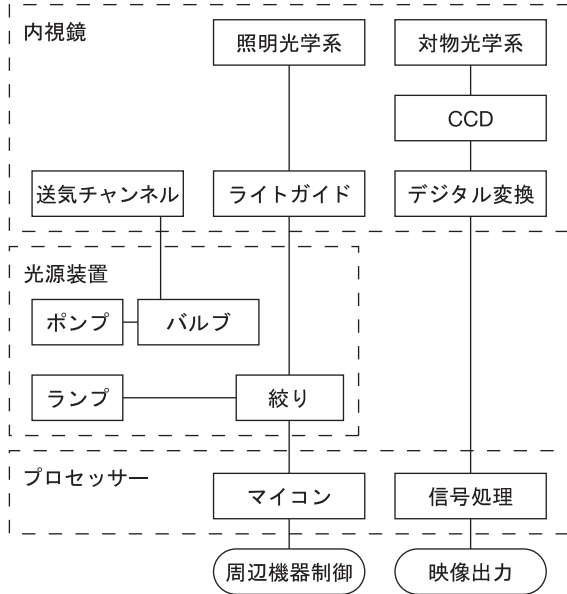 内視鏡
照明光学系
対物光学系
CCD
送気チャンネル
ライトガイド
デジタル変換
光源装置
ポンプ
バルブ
ランプ
絞り
プロセッサー
マイコン
信号処理
周辺機器制御
映像出力